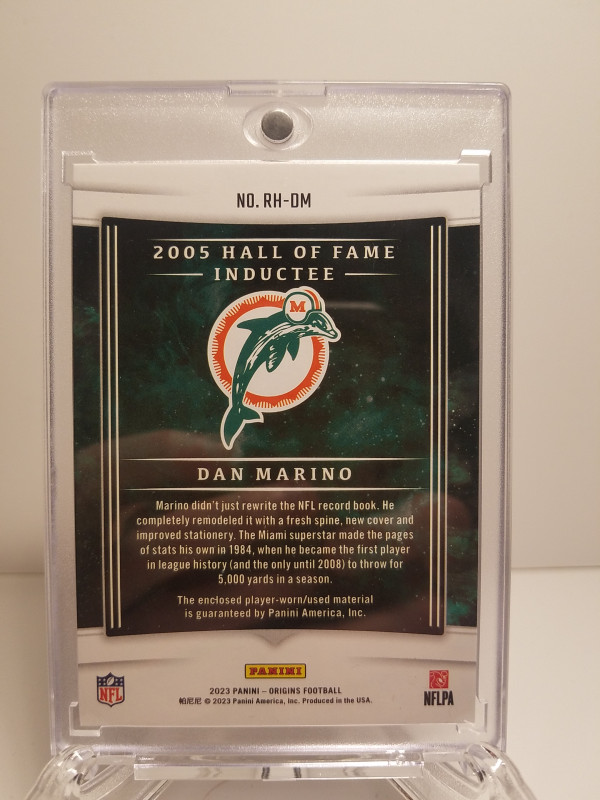 NO. RH-DM
2005 HALL OF FAME
INDUCTEE
M
DAN MARINO
Marino didn't just rewrite the NFL record book. He
completely remodeled it with a fresh spine, new cover and
improved stationery. The Miami superstar made the pages
of stats his own in 1984, when he became the first player
in league history (and the only until 2008) to throw for
5,000 yards in a season.
The enclosed player-worn/used material
is guaranteed by Panini America, Inc.
PANINI
NFL
2023 PANINI – ORIGINS FOOTBALL
帕尼尼 © 2023 Panini America, Inc. Produced in the USA.
NFLPA